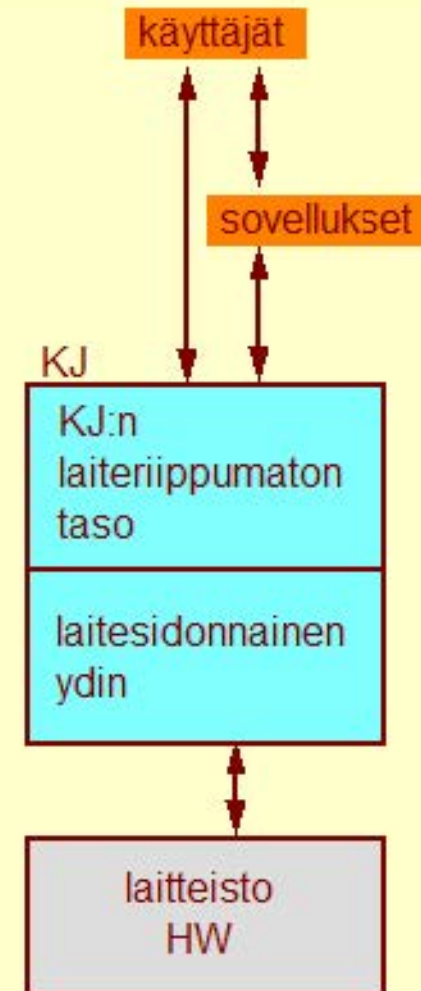 käyttäjät
sovellukset
KJ
KJ:n
laiteriippumaton
taso
laitesidonnainen
ydin
laitteisto
HW